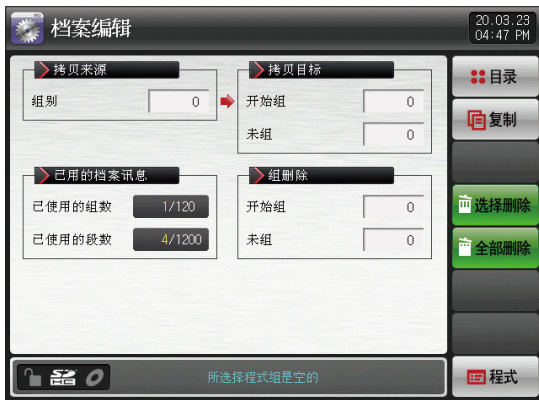 档案编辑
20.03.23
04:47 PM
拷贝来源
组别 0
拷贝目标
开始组 0
未组 0
已用的档案讯息
已使用的组数 1/120
已使用的段数 4/1200
组删除
开始组 0
未组 0
目录
复制
选择删除
全部删除
程式
SD
HC
所选择程式组是空的